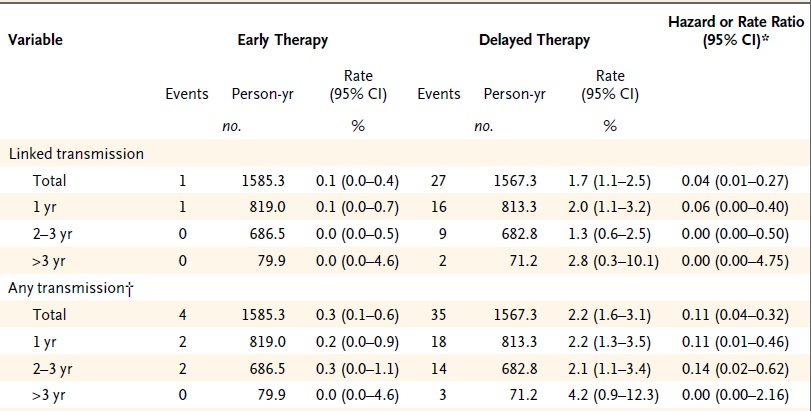 Variable Early Therapy Delayed Therapy Hazard or Rate Ratio (95% CI)*
Events Person-yr Rate (95% CI) Events Person-yr Rate (95% CI)
no. % no. %
Linked transmission
Total 1 1585.3 0.1 (0.0–0.4) 27 1567.3 1.7 (1.1–2.5) 0.04 (0.01–0.27)
1 yr 1 819.0 0.1 (0.0–0.7) 16 813.3 2.0 (1.1–3.2) 0.06 (0.00–0.40)
2–3 yr 0 686.5 0.0 (0.0–0.5) 9 682.8 1.3 (0.6–2.5) 0.00 (0.00–0.50)
>3 yr 0 79.9 0.0 (0.0–4.6) 2 71.2 2.8 (0.3–10.1) 0.00 (0.00–4.75)
Any transmission†
Total 4 1585.3 0.3 (0.1–0.6) 35 1567.3 2.2 (1.6–3.1) 0.11 (0.04–0.32)
1 yr 2 819.0 0.2 (0.0–0.9) 18 813.3 2.2 (1.3–3.5) 0.11 (0.01–0.46)
2–3 yr 2 686.5 0.3 (0.0–1.1) 14 682.8 2.1 (1.1–3.4) 0.14 (0.02–0.62)
>3 yr 0 79.9 0.0 (0.0–4.6) 3 71.2 4.2 (0.9–12.3) 0.00 (0.00–2.16)